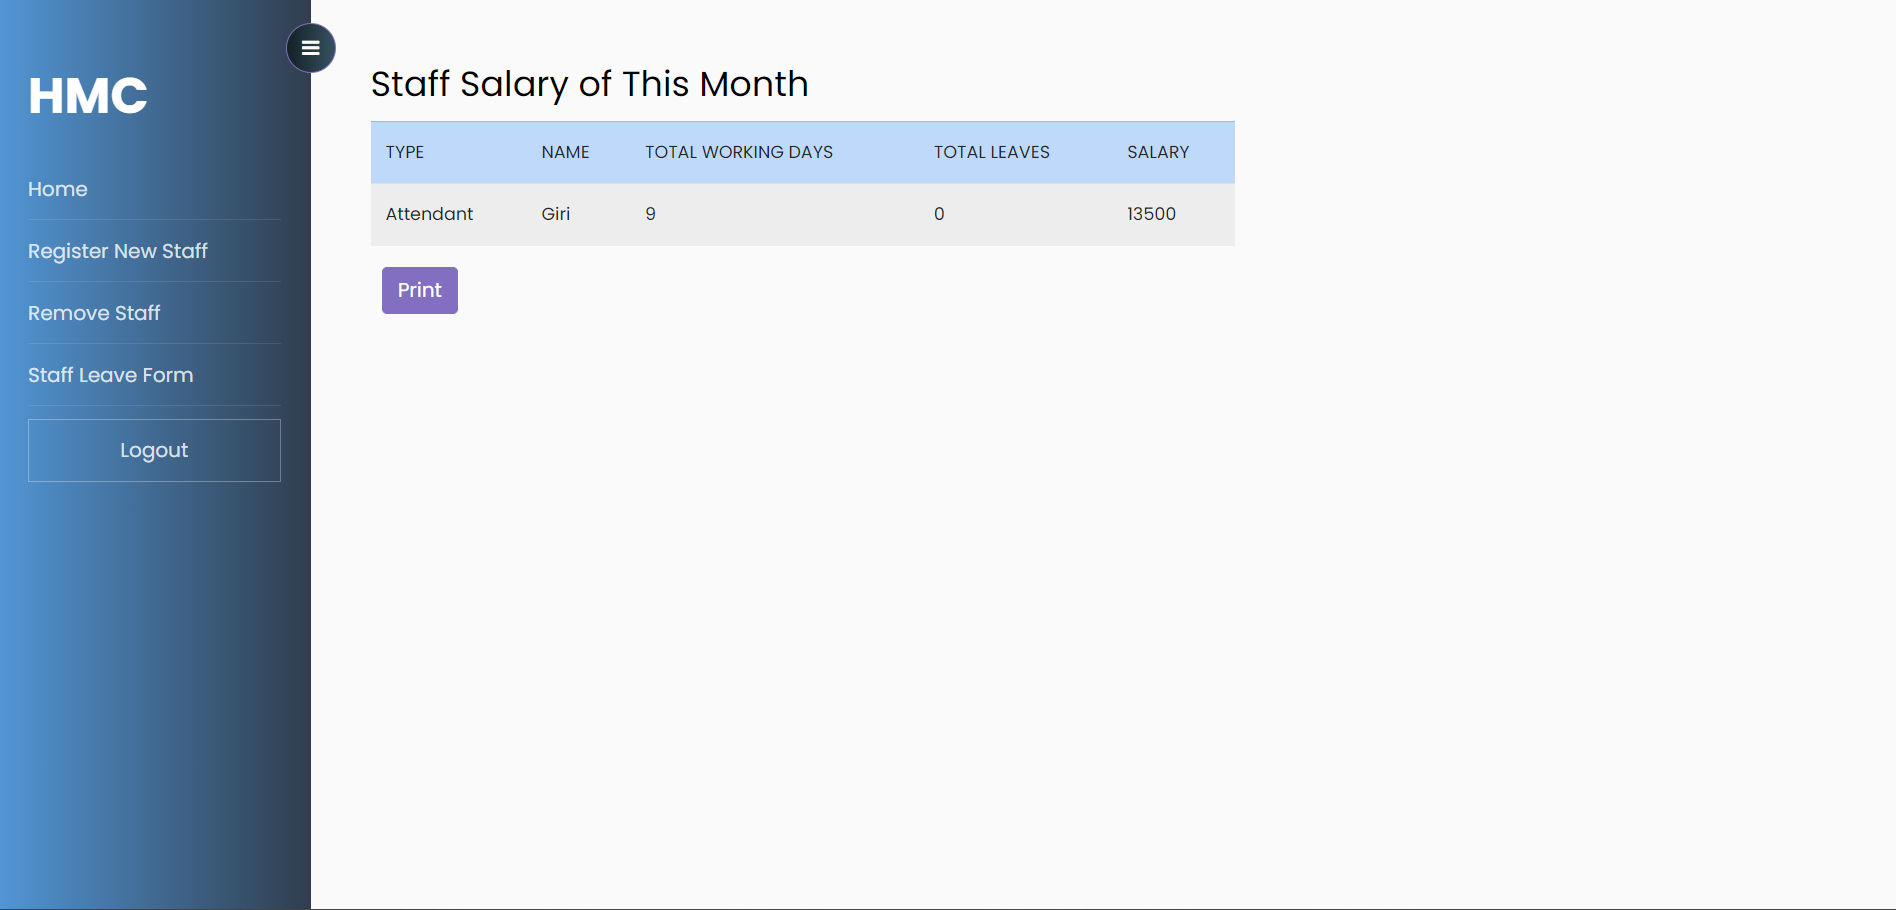 HMC
Home
Register New Staff
Remove Staff
Staff Leave Form
Logout
Staff Salary of This Month
TYPE NAME TOTAL WORKING DAYS TOTAL LEAVES SALARY
Attendant Giri 9 0 13500
Print